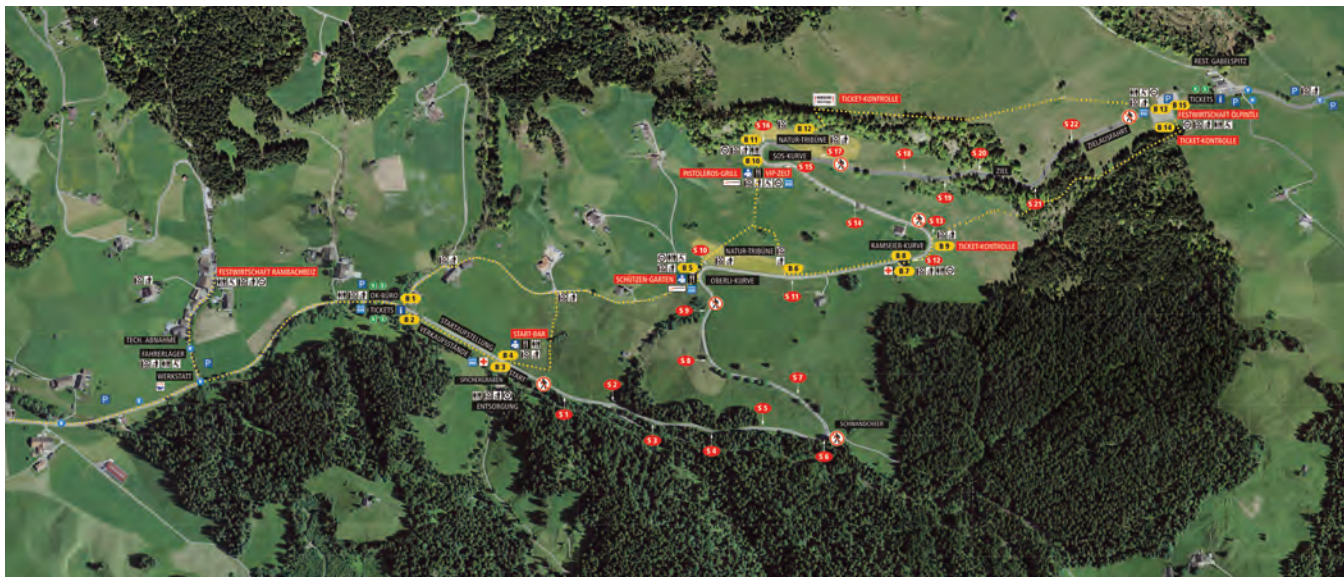 REST. GABELSPITZ
P
TICKET-KONTROLLE
TICKETS i
B 13
B 15
FESTWIRTSCHAFT-ÖLPINTLI
B 14
TICKET-KONTROLLE
ZIELAUSFAHRT
S 22
S 16
B 12
B 11
NATUR-TRIBÜNE
S 17
S 18
S 20
B 10
SOS-KURVE
S 15
ZIEL
PISTOLEROS-GRILL
VIP-ZELT
S 19
S 21
S 14
S 13
S 10
NATUR-TRIBÜNE
RAMSEIER-KURVE
B 9
TICKET-KONTROLLE
B 8
S 12
B 7
B 5
B 6
SCHÜTZEN-GARTEN
OBERLI-KURVE
S 11
FESTWIRTSCHAFT RAMBACHBEIZ
P
OK-BÜRO
B 1
TICKETS i
B 2
S 9
STARTAUFSTELLUNG
VERKAUFSSTÄNDE
START-BAR
TECH. ABNAHME
FAHRERLAGER
B 4
B 3
START
S 8
WERKSTATT
SPICHERGRABEN
S 7
S 2
ENTSORGUNG
P
S 1
S 5
S 3
S 4
S 6